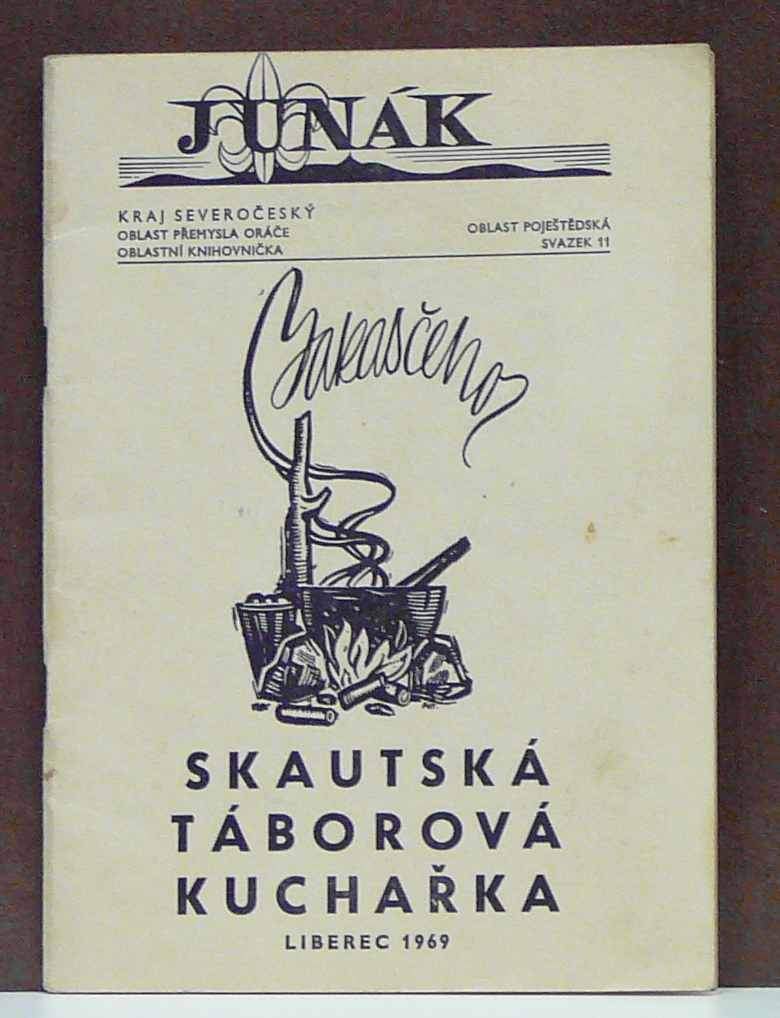 JUNÁK
KRAJ SEVEROČESKÝ
OBLAST PŘEMYSLA ORÁČE
OBLASTNÍ KNIHOVNIČKA
OBLAST POJEŠTĚDSKÁ
SVAZEK 11
SKAUTSKÁ
TÁBOROVÁ
KUCHAŘKA
LIBEREC 1969